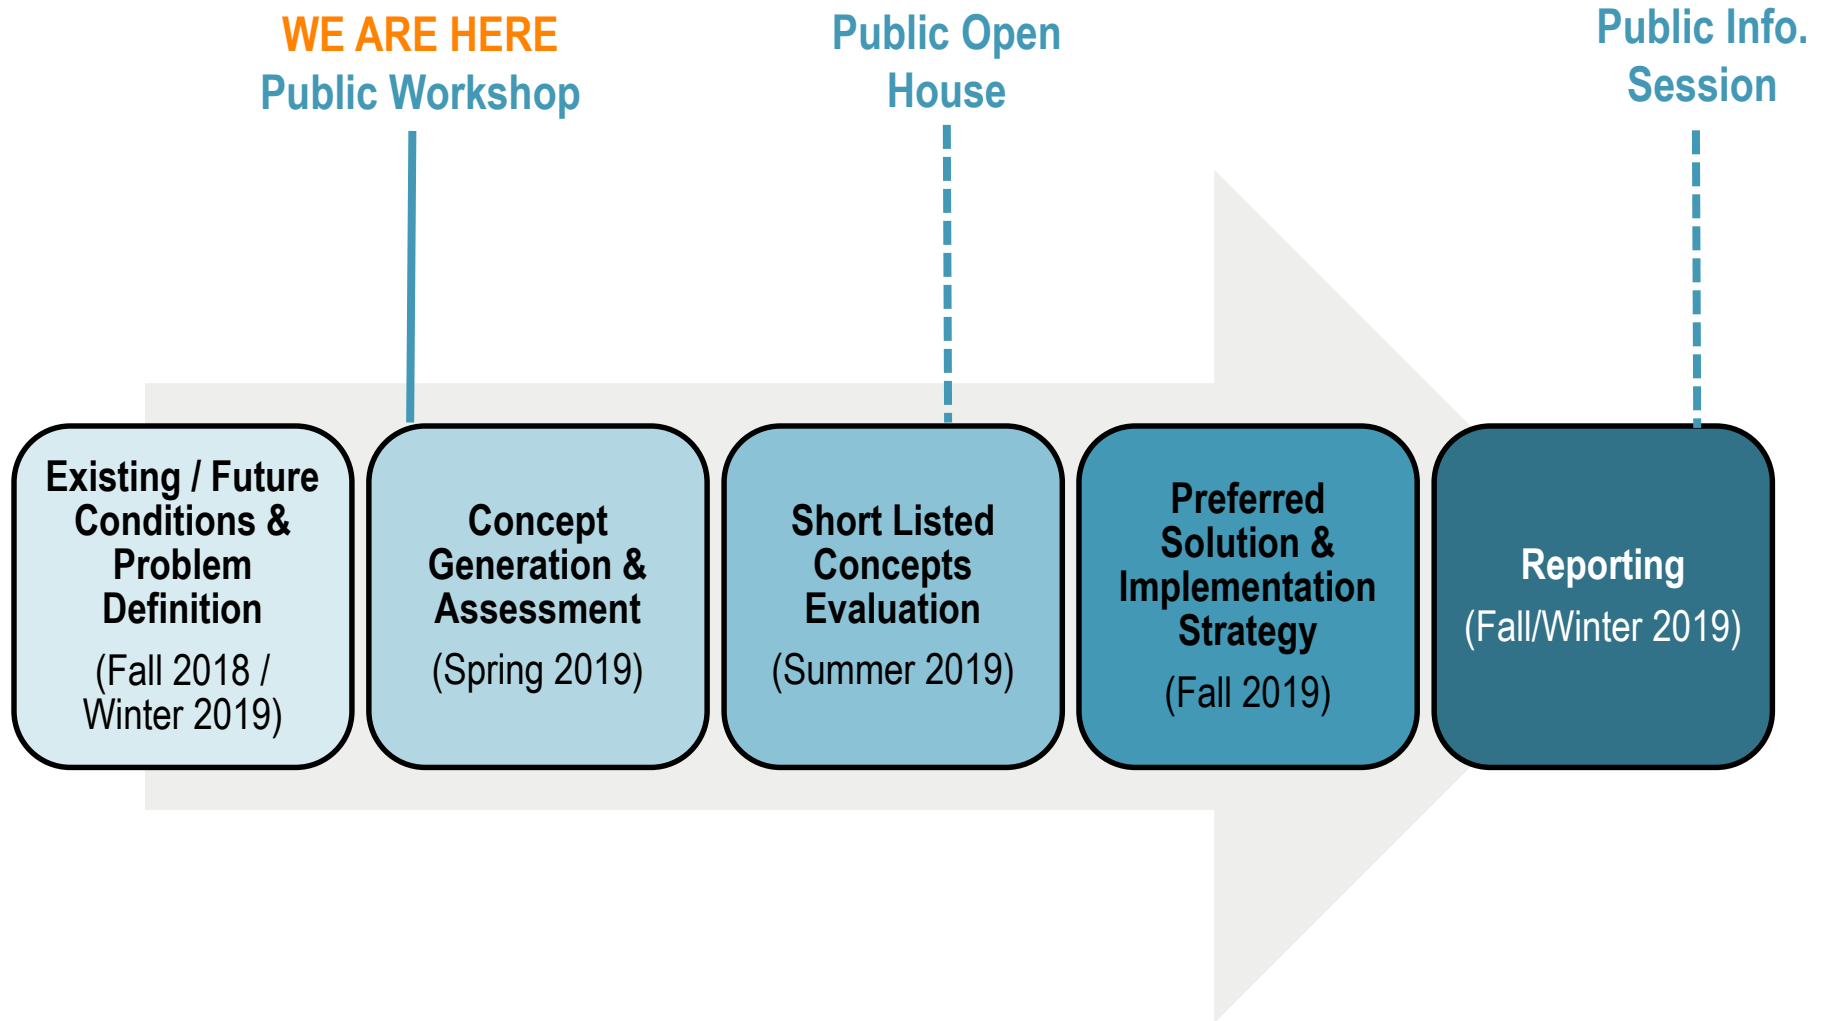 WE ARE HERE
Public Workshop
Public Open
House
Public Info.
Session
Existing / Future
Conditions &
Problem
Definition
(Fall 2018 /
Winter 2019)
Concept
Generation &
Assessment
(Spring 2019)
Short Listed
Concepts
Evaluation
(Summer 2019)
Preferred
Solution &
Implementation
Strategy
(Fall 2019)
Reporting
(Fall/Winter 2019)